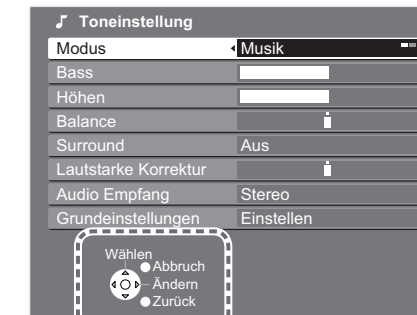 Toneinstellung
Modus Musik
Bass
Höhen
Balance
Surround Aus
Lautstarke Korrektur
Audio Empfang Stereo
Grundeinstellungen Einstellen
Wählen
Abbruch
Ändern
Zurück